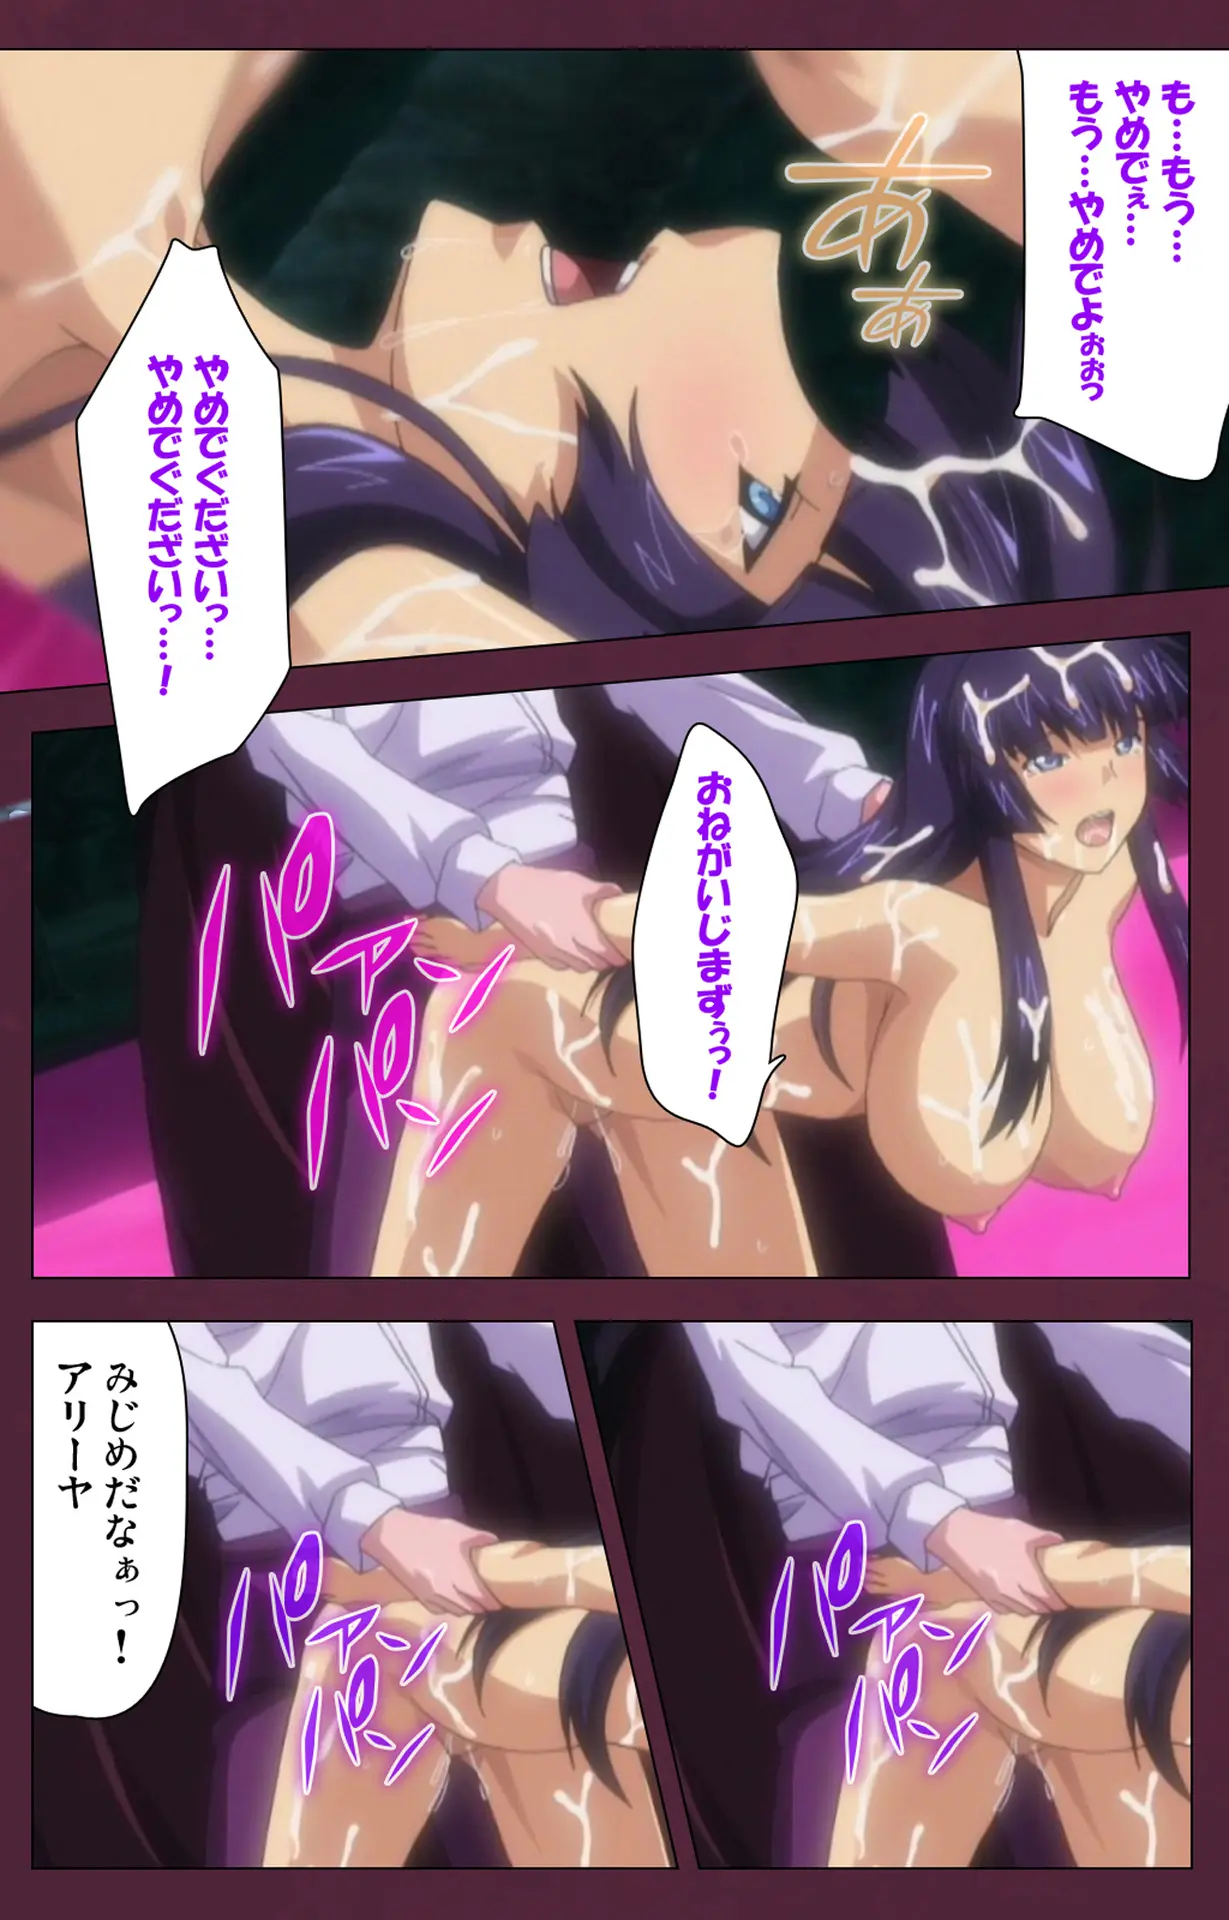 も…もう…
やめでぇ…
もう…やめでよぉぉっ
あぁ
やめでぐだざいっ…
やめでぐだざいっ…！
おねがいじまずぅっ！
パァン
パン
パァン
パン
パァン
パン
みじめだなぁっ！
アリーヤ